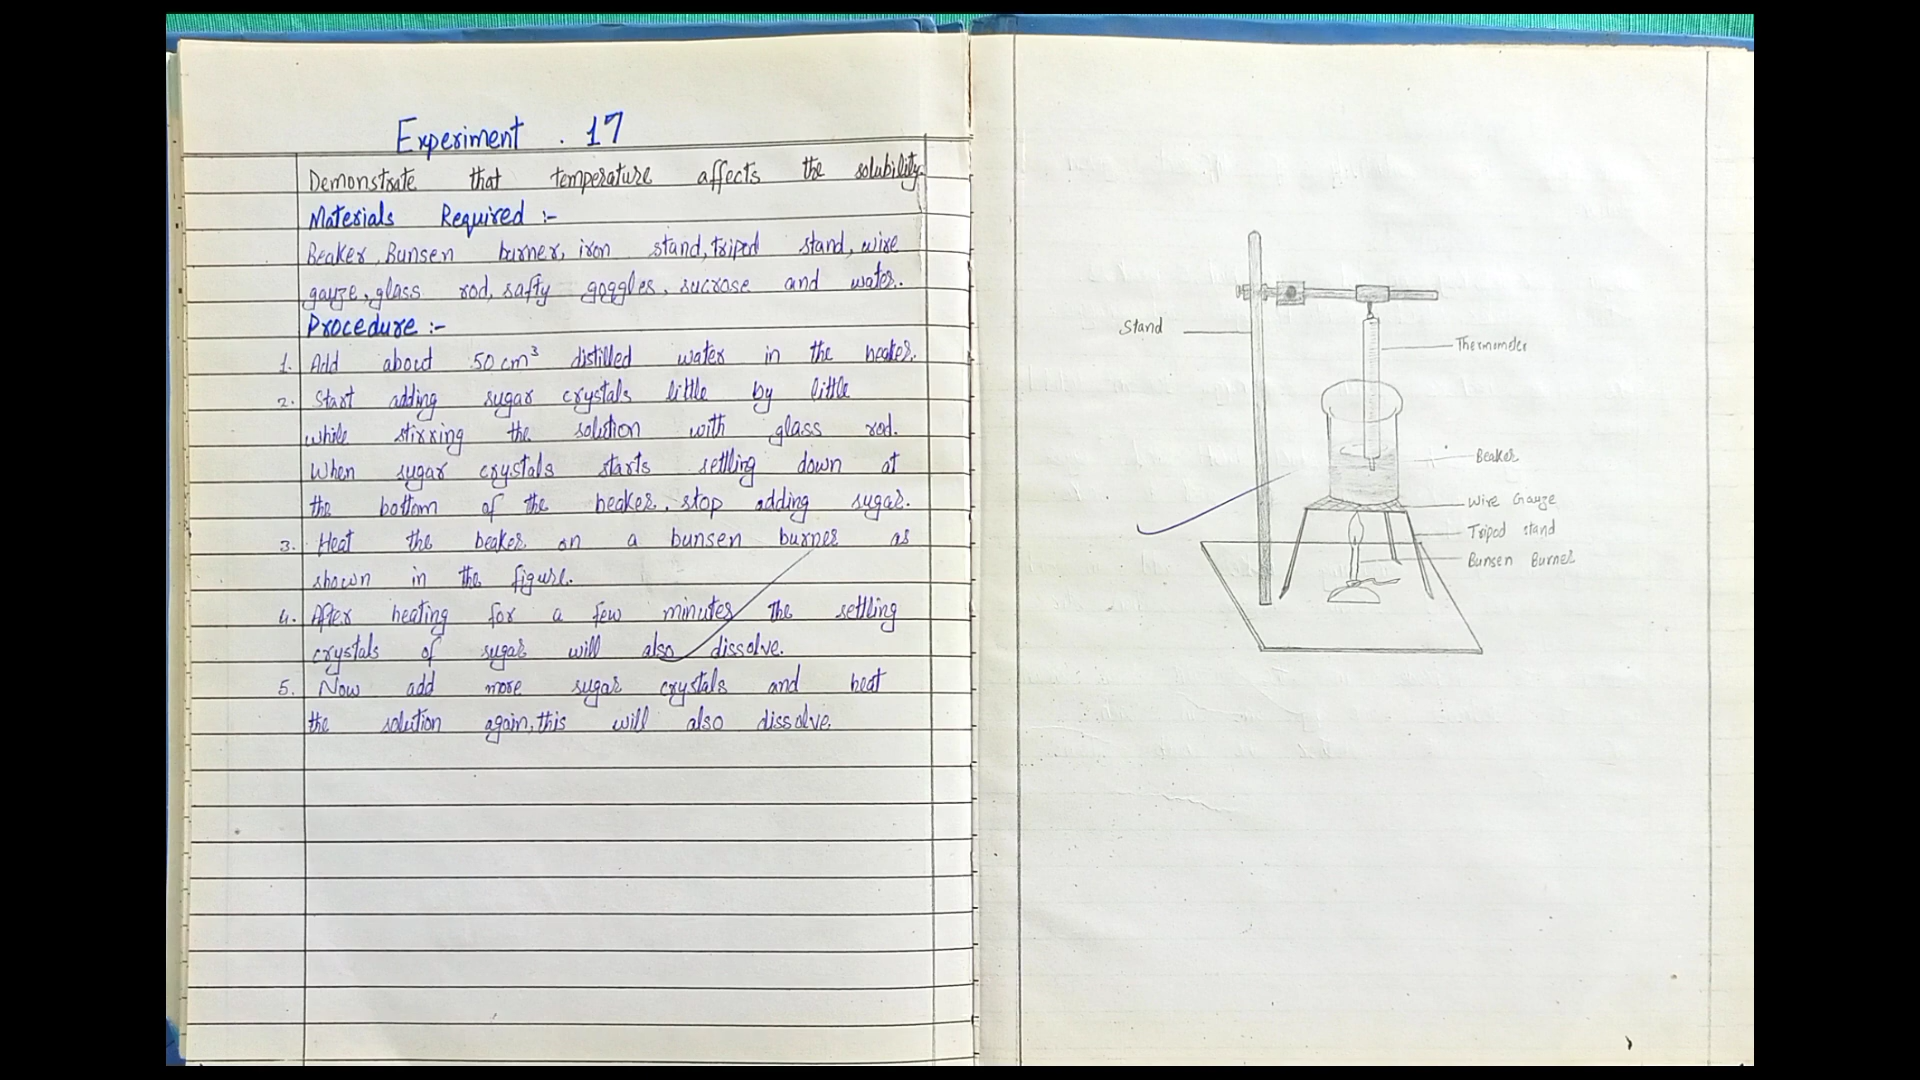 Experiment . 17
Demonstrate that temperature affects the solubility.
Materials Required :-
Beaker, Bunsen burner, iron stand, tripod stand, wire
gauze, glass rod, safty goggles, sucrose and water.
Procedure :-
1. Add about 50 cm³ distilled water in the beaker.
2. Start adding sugar crystals little by little
while stirring the solution with glass rod.
When sugar crystals starts settling down at
the bottom of the beaker, stop adding sugar.
3. Heat the beaker on a bunsen burner as
shown in the figure.
4. After heating for a few minutes the settling
crystals of sugar will also dissolve.
5. Now add more sugar crystals and heat
the solution again, this will also dissolve.
Stand
Thermometer
Beaker
Wire Gauze
Tripod stand
Bunsen Burner